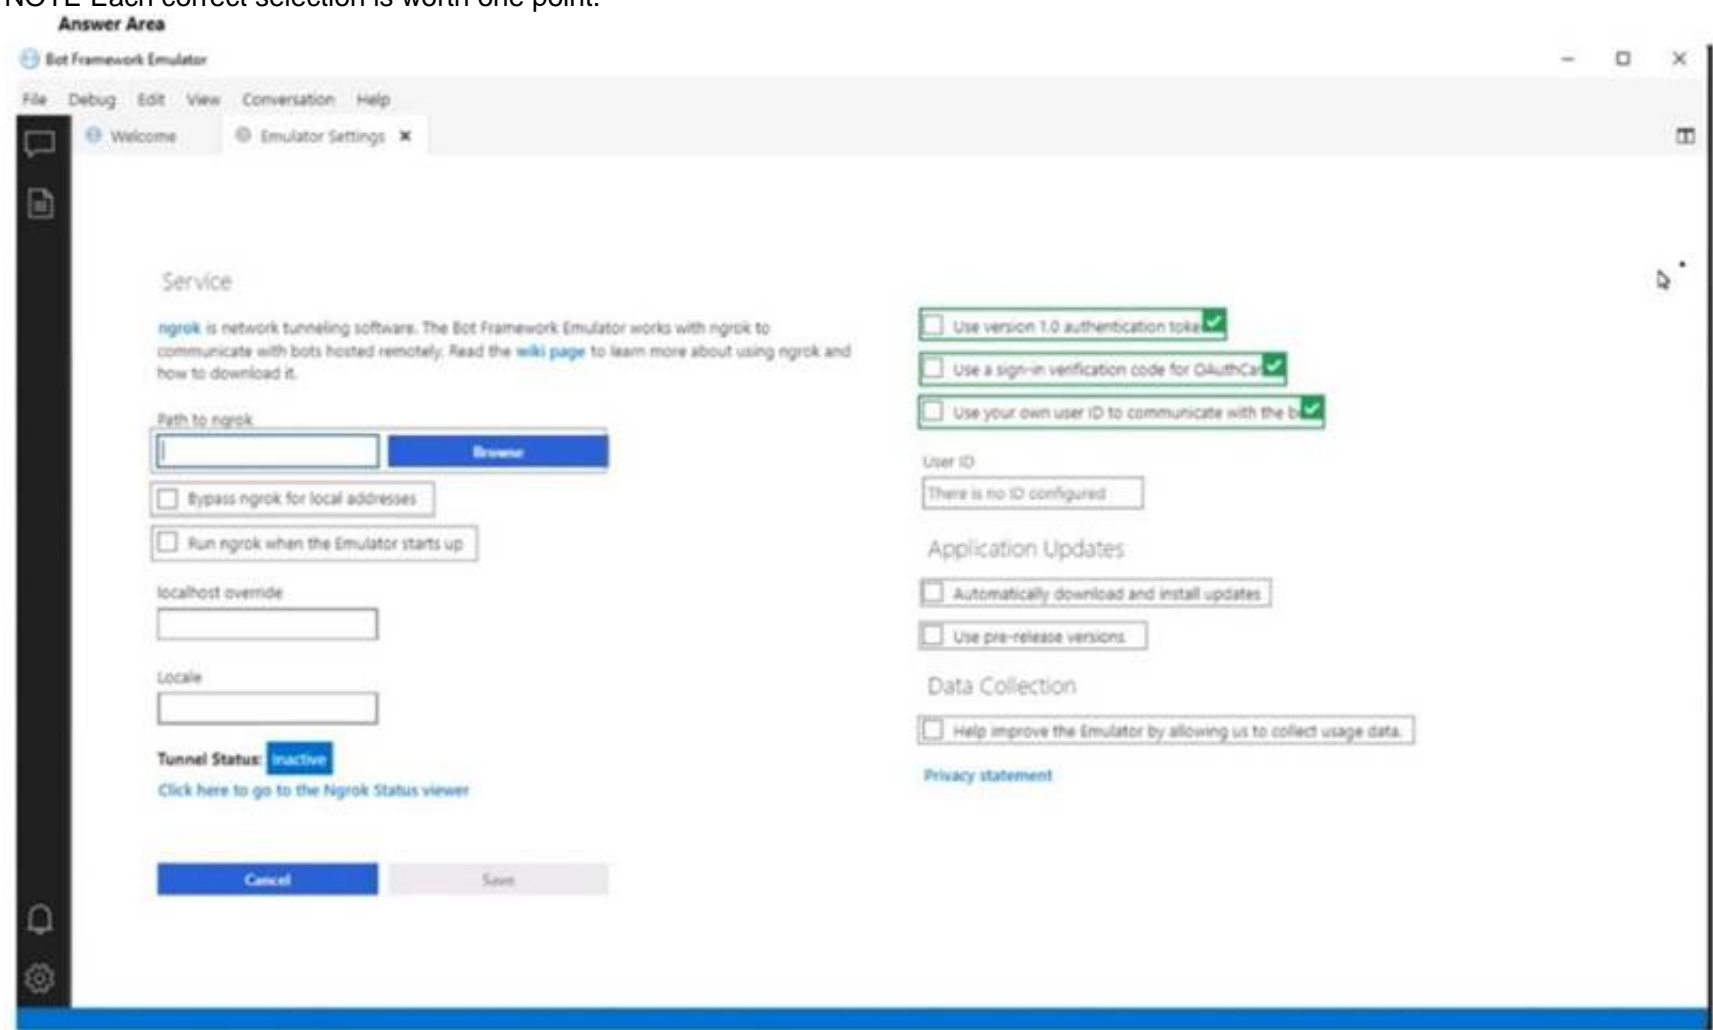 NOTE Each correct selection is worth one point.
Answer Area
Bot Framework Emulator
File Debug Edit View Conversation Help
Welcome
Emulator Settings
Service
ngrok is network tunneling software. The Bot Framework Emulator works with ngrok to
communicate with bots hosted remotely. Read the wiki page to learn more about using ngrok and
how to download it.
Path to ngrok
Browse
Bypass ngrok for local addresses
Run ngrok when the Emulator starts up
localhost override
Locale
Tunnel Status: Inactive
Click here to go to the Ngrok Status viewer
Cancel
Save
Use version 1.0 authentication toke
Use a sign-in verification code for OAuthCar
Use your own user ID to communicate with the b
User ID
There is no ID configured
Application Updates
Automatically download and install updates
Use pre-release versions
Data Collection
Help improve the Emulator by allowing us to collect usage data.
Privacy statement